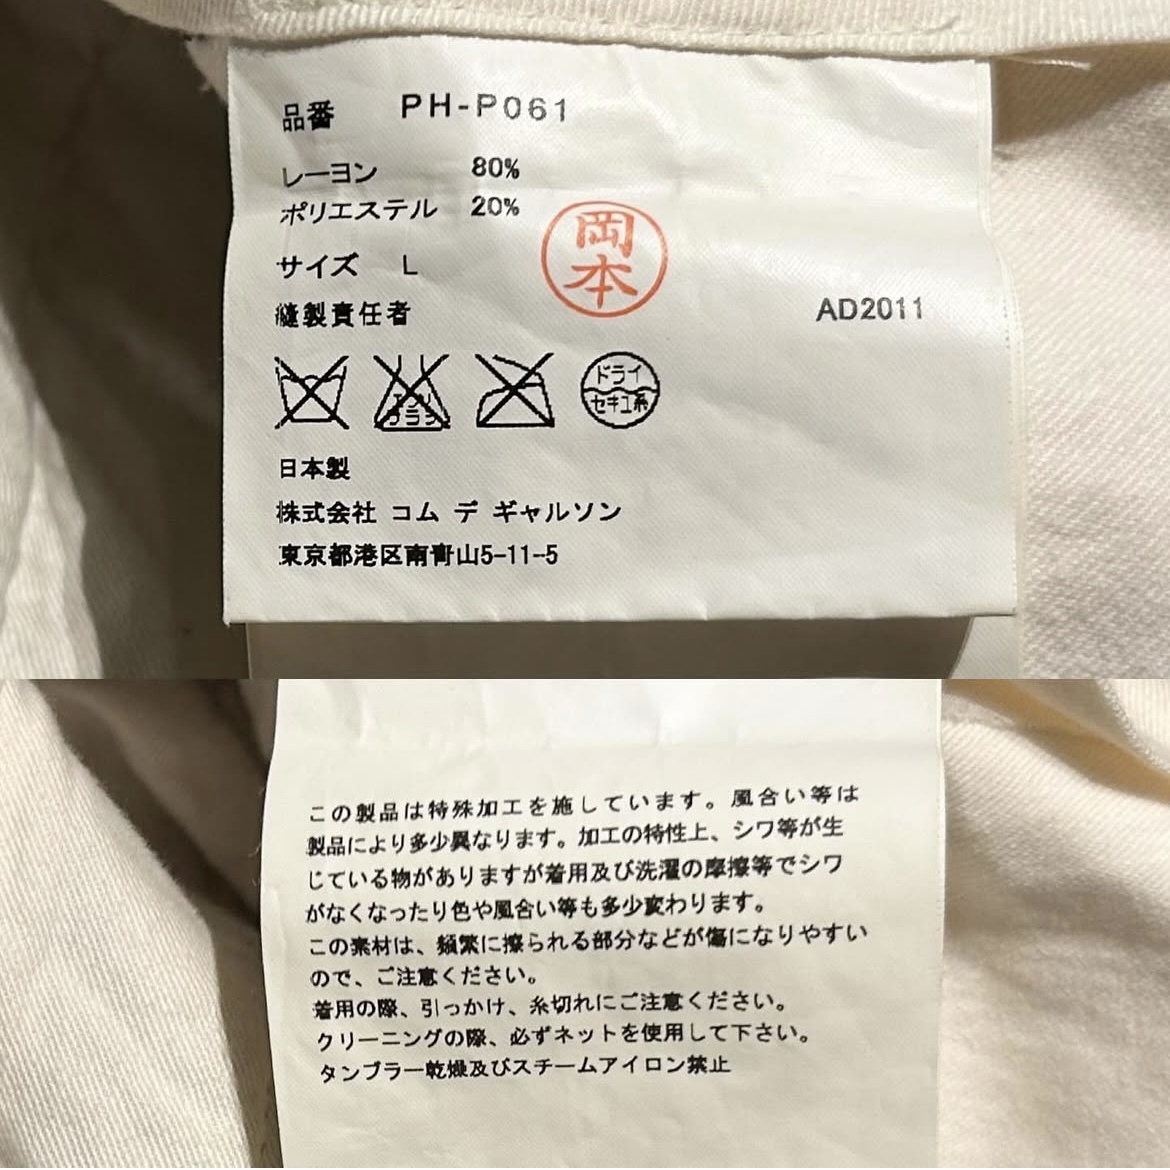 品番 PH-P061
レーヨン 80%
ポリエステル 20%
サイズ L
岡本
縫製責任者
AD2011
エンソ
フラン
ドライ
セキユ系
日本製
株式会社 コム デ ギャルソン
東京都港区南青山5-11-5
この製品は特殊加工を施しています。風合い等は
製品により多少異なります。加工の特性上、シワ等が生
じている物がありますが着用及び洗濯の摩擦等でシワ
がなくなったり色や風合い等も多少変わります。
この素材は、頻繁に擦られる部分などが傷になりやすい
ので、ご注意ください。
着用の際、引っかけ、糸切れにご注意ください。
クリーニングの際、必ずネットを使用して下さい。
タンブラー乾燥及びスチームアイロン禁止